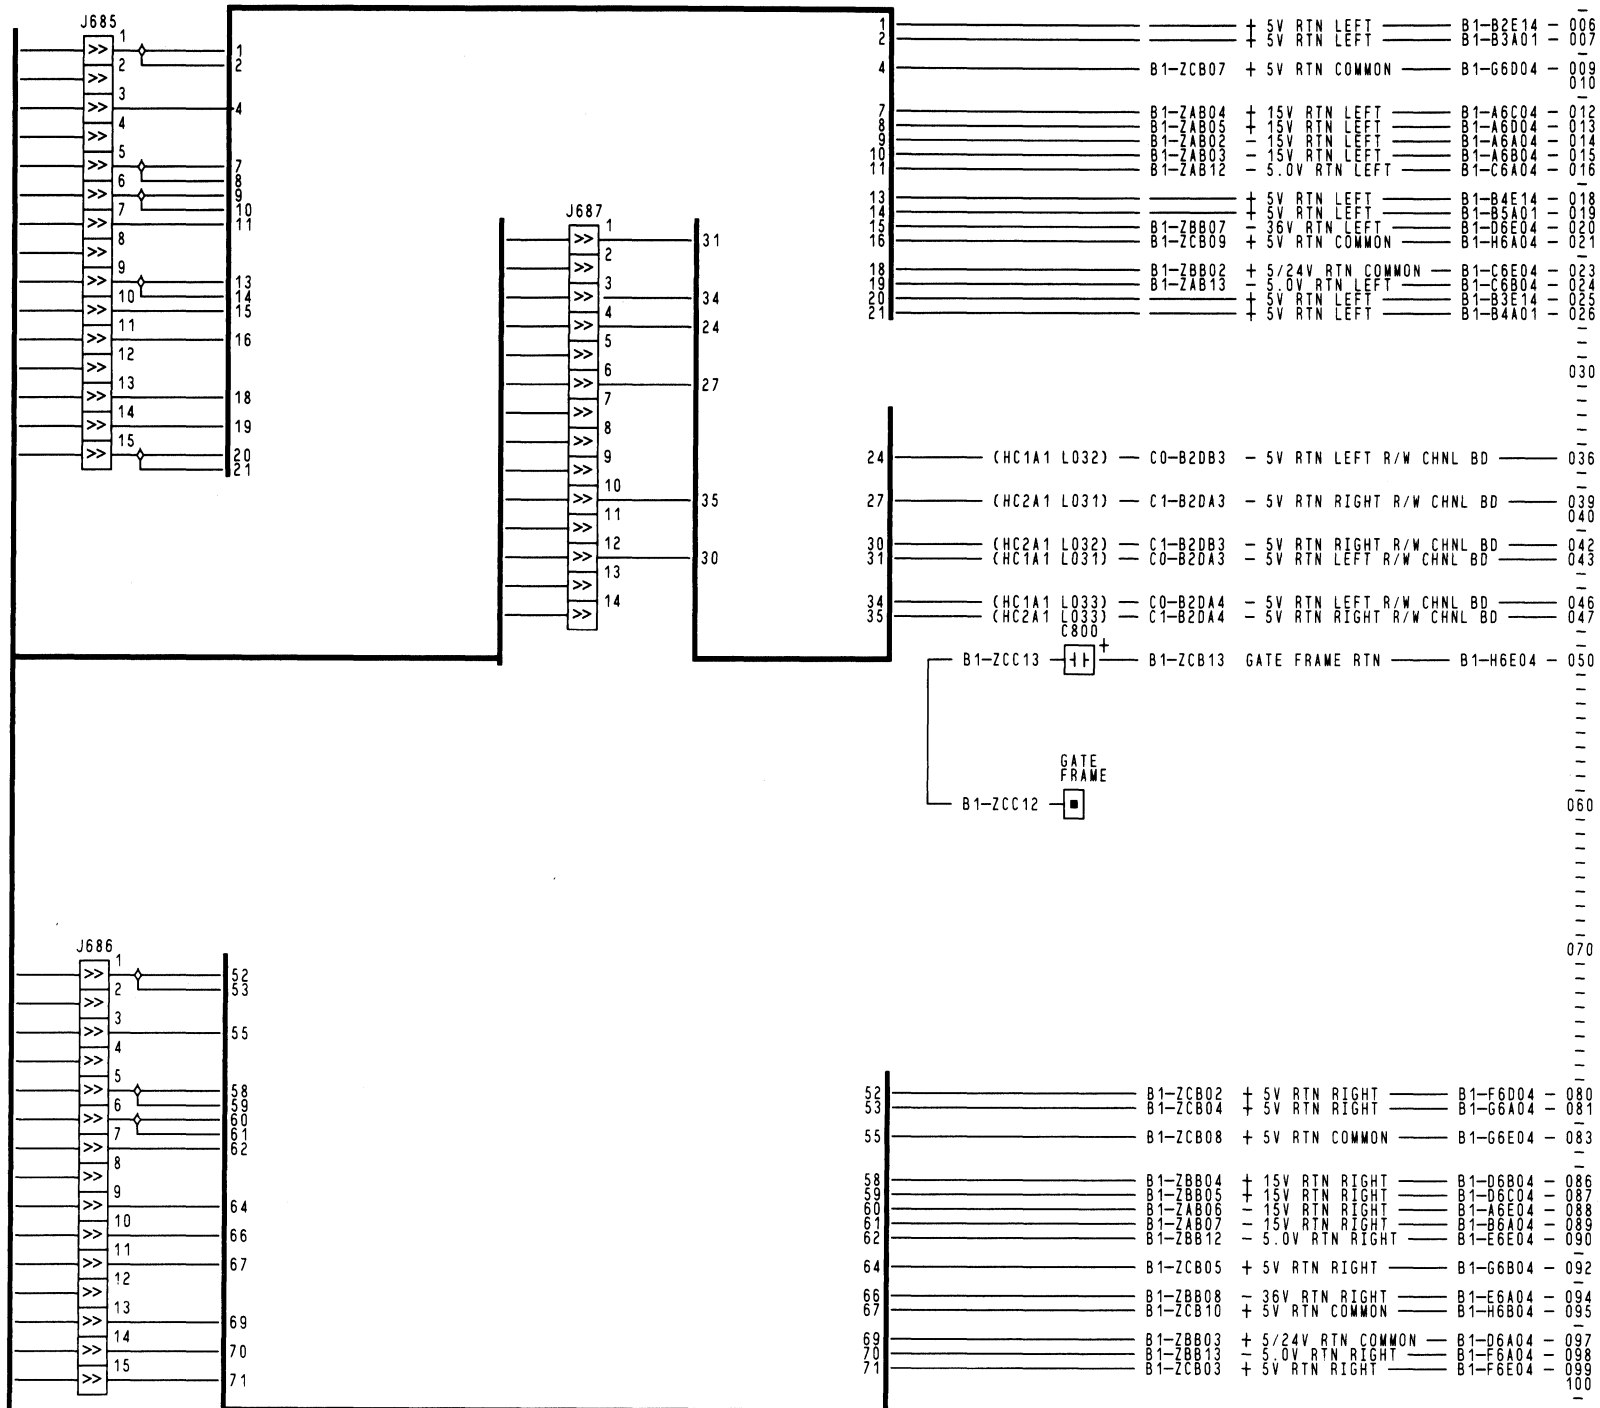 J685
1
2
3
4
5
6
7
8
9
10
11
12
13
14
15
1
2
4
7
8
9
10
11
13
14
15
16
18
19
20
21
J687
1
2
3
4
5
6
7
8
9
10
11
12
13
14
31
34
24
27
35
30
1 + 5V RTN LEFT B1-B2E14 - 006
2 + 5V RTN LEFT B1-B3A01 - 007
4 B1-ZCB07 + 5V RTN COMMON B1-G6D04 - 009
010
7 B1-ZAB04 + 15V RTN LEFT B1-A6C04 - 012
8 B1-ZAB05 + 15V RTN LEFT B1-A6D04 - 013
9 B1-ZAB02 - 15V RTN LEFT B1-A6A04 - 014
10 B1-ZAB03 - 15V RTN LEFT B1-A6B04 - 015
11 B1-ZAB12 - 5.0V RTN LEFT B1-C6A04 - 016
13 + 5V RTN LEFT B1-B4E14 - 018
14 + 5V RTN LEFT B1-B5A01 - 019
15 B1-ZBB07 - 36V RTN LEFT B1-D6E04 - 020
16 B1-ZCB09 + 5V RTN COMMON B1-H6A04 - 021
18 B1-ZBB02 + 5/24V RTN COMMON B1-C6E04 - 023
19 B1-ZAB13 - 5.0V RTN LEFT B1-C6B04 - 024
20 + 5V RTN LEFT B1-B3E14 - 025
21 + 5V RTN LEFT B1-B4A01 - 026
030
24 (HC1A1 L032) C0-B2DB3 - 5V RTN LEFT R/W CHNL BD 036
27 (HC2A1 L031) C1-B2DA3 - 5V RTN RIGHT R/W CHNL BD 039
040
30 (HC2A1 L032) C1-B2DB3 - 5V RTN RIGHT R/W CHNL BD 042
31 (HC1A1 L031) C0-B2DA3 - 5V RTN LEFT R/W CHNL BD 043
34 (HC1A1 L033) C0-B2DA4 - 5V RTN LEFT R/W CHNL BD 046
35 (HC2A1 L033) C1-B2DA4 - 5V RTN RIGHT R/W CHNL BD 047
C800
+
B1-ZCC13 B1-ZCB13 GATE FRAME RTN B1-H6E04 - 050
GATE
FRAME
B1-ZCC12
060
070
J686
1
2
3
4
5
6
7
8
9
10
11
12
13
14
15
52
53
55
58
59
60
61
62
64
66
67
69
70
71
52 B1-ZCB02 + 5V RTN RIGHT B1-F6D04 - 080
53 B1-ZCB04 + 5V RTN RIGHT B1-G6A04 - 081
55 B1-ZCB08 + 5V RTN COMMON B1-G6E04 - 083
58 B1-ZBB04 + 15V RTN RIGHT B1-D6B04 - 086
59 B1-ZBB05 + 15V RTN RIGHT B1-D6C04 - 087
60 B1-ZAB06 - 15V RTN RIGHT B1-A6E04 - 088
61 B1-ZAB07 - 15V RTN RIGHT B1-B6A04 - 089
62 B1-ZBB12 - 5.0V RTN RIGHT B1-E6E04 - 090
64 B1-ZCB05 + 5V RTN RIGHT B1-G6B04 - 092
66 B1-ZBB08 - 36V RTN RIGHT B1-E6A04 - 094
67 B1-ZCB10 + 5V RTN COMMON B1-H6B04 - 095
69 B1-ZBB03 + 5/24V RTN COMMON B1-D6A04 - 097
70 B1-ZBB13 - 5.0V RTN RIGHT B1-F6A04 - 098
71 B1-ZCB03 + 5V RTN RIGHT B1-F6E04 - 099
100